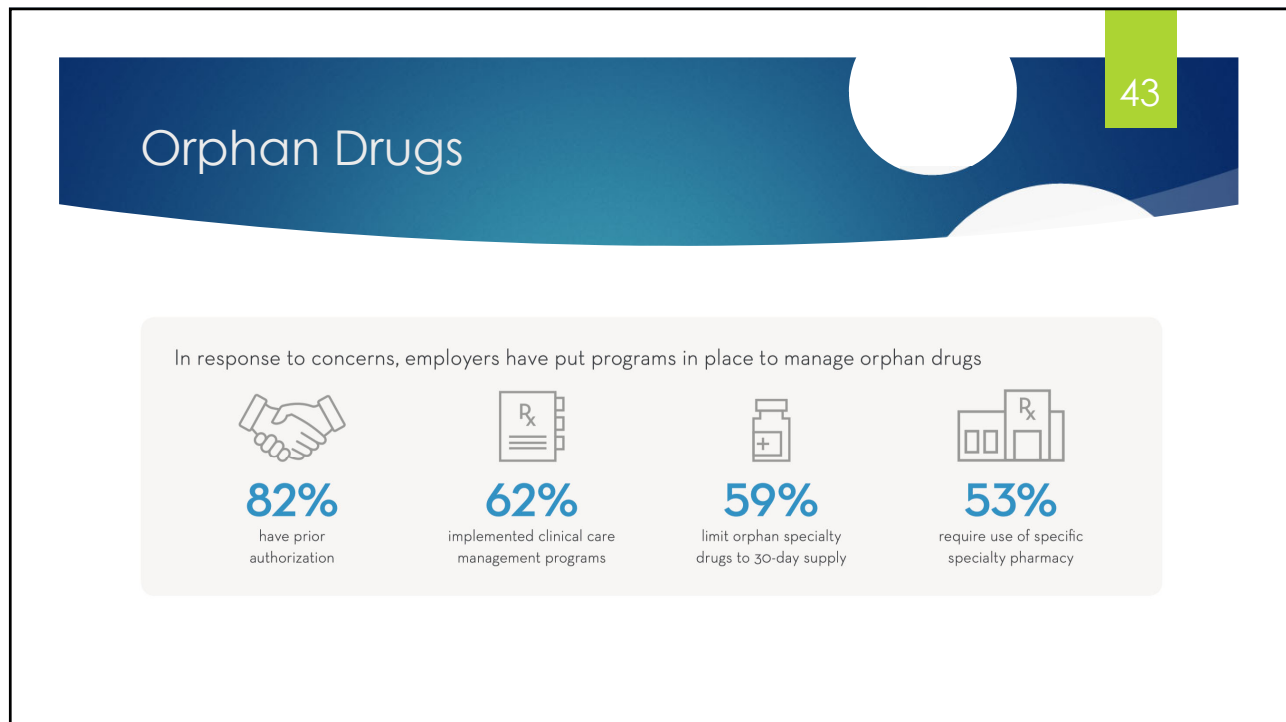 43
Orphan Drugs
In response to concerns, employers have put programs in place to manage orphan drugs
Rx
Rx
82%
have prior
authorization
62%
implemented clinical care
management programs
59%
limit orphan specialty
drugs to 30-day supply
53%
require use of specific
specialty pharmacy